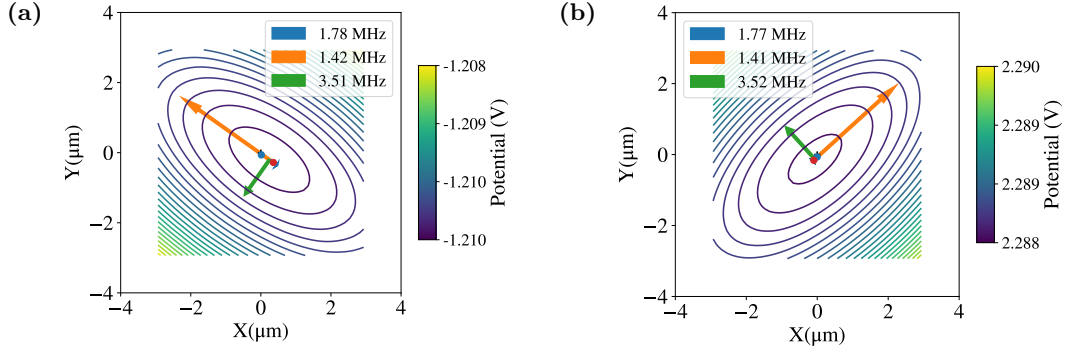 (a)
1.78 MHz
1.42 MHz
3.51 MHz
4
2
0
−2
−4
Y(μm)
−4 −2 0 2 4
X(μm)
-1.208
-1.209
-1.210
-1.210
Potential (V)
(b)
1.77 MHz
1.41 MHz
3.52 MHz
4
2
0
−2
−4
Y(μm)
−4 −2 0 2 4
X(μm)
2.290
2.289
2.289
2.288
Potential (V)